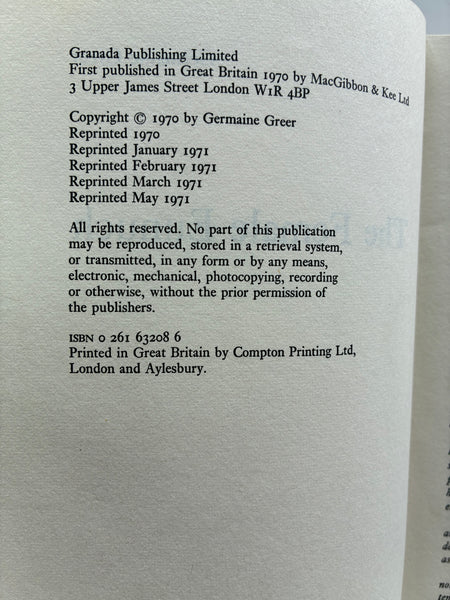 Granada Publishing Limited
First published in Great Britain 1970 by MacGibbon & Kee Ltd
3 Upper James Street London W1R 4BP
Copyright © 1970 by Germaine Greer
Reprinted 1970
Reprinted January 1971
Reprinted February 1971
Reprinted March 1971
Reprinted May 1971
All rights reserved. No part of this publication
may be reproduced, stored in a retrieval system,
or transmitted, in any form or by any means,
electronic, mechanical, photocopying, recording
or otherwise, without the prior permission of
the publishers.
ISBN 0 261 63208 6
Printed in Great Britain by Compton Printing Ltd,
London and Aylesbury.